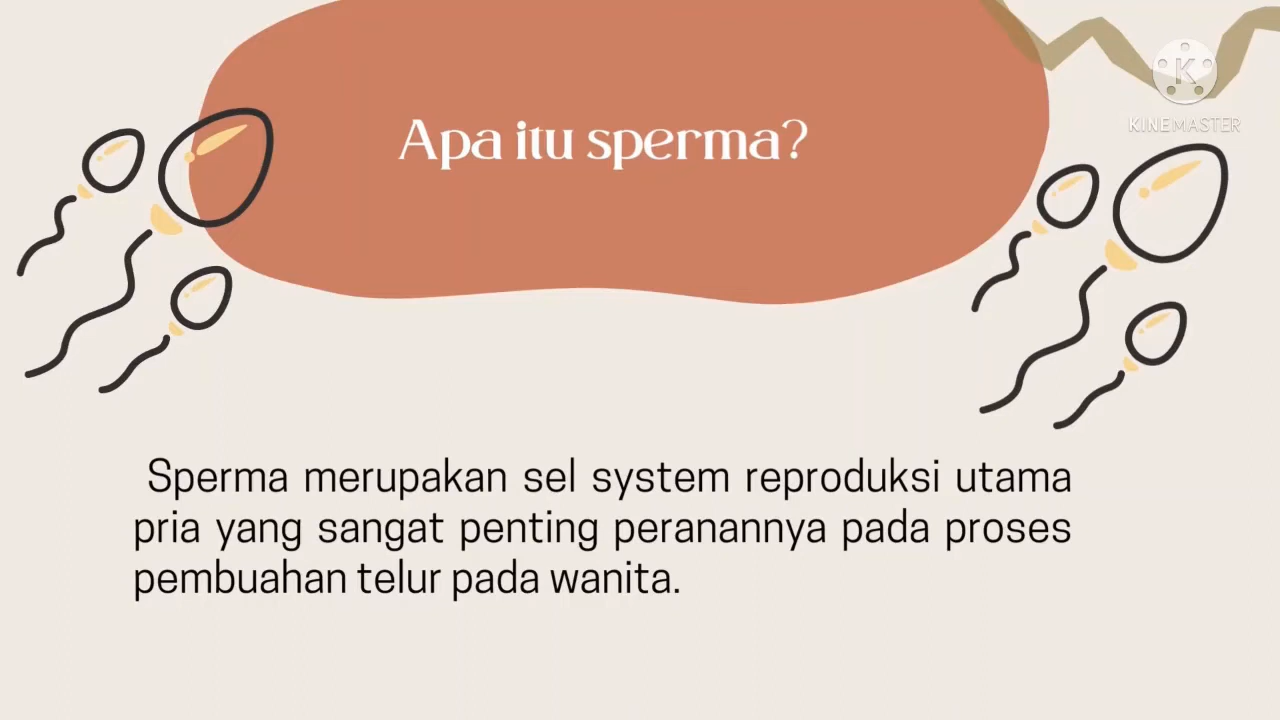 Apa itu sperma?
K
KINEMASTER
Sperma merupakan sel system reproduksi utama
pria yang sangat penting peranannya pada proses
pembuahan telur pada wanita.